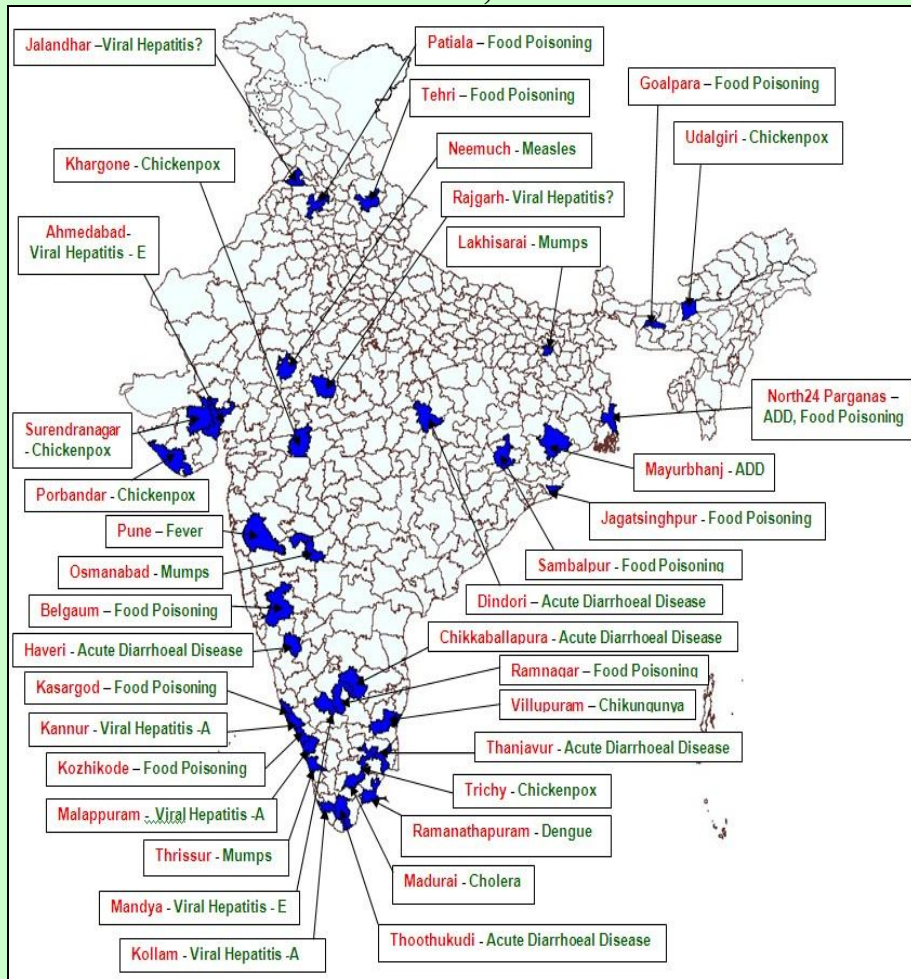 Jalandhar –Viral Hepatitis?
Patiala – Food Poisoning
Tehri – Food Poisoning
Goalpara – Food Poisoning
Udalgiri – Chickenpox
Neemuch - Measles
Khargone – Chickenpox
Rajgarh- Viral Hepatitis?
Lakhisarai - Mumps
Ahmedabad-
Viral Hepatitis - E
North24 Parganas –
ADD, Food Poisoning
Surendranagar
- Chickenpox
Mayurbhanj - ADD
Porbandar - Chickenpox
Jagatsinghpur - Food Poisoning
Pune – Fever
Sambalpur - Food Poisoning
Osmanabad - Mumps
Dindori – Acute Diarrhoeal Disease
Belgaum – Food Poisoning
Chikkaballapura - Acute Diarrhoeal Disease
Haveri - Acute Diarrhoeal Disease
Ramnagar – Food Poisoning
Kasargod – Food Poisoning
Villupuram – Chikungunya
Kannur - Viral Hepatitis -A
Thanjavur - Acute Diarrhoeal Disease
Kozhikode – Food Poisoning
Trichy - Chickenpox
Malappuram - Viral Hepatitis -A
Ramanathapuram - Dengue
Thrissur - Mumps
Madurai - Cholera
Mandya - Viral Hepatitis - E
Kollam - Viral Hepatitis -A
Thoothukudi - Acute Diarrhoeal Disease